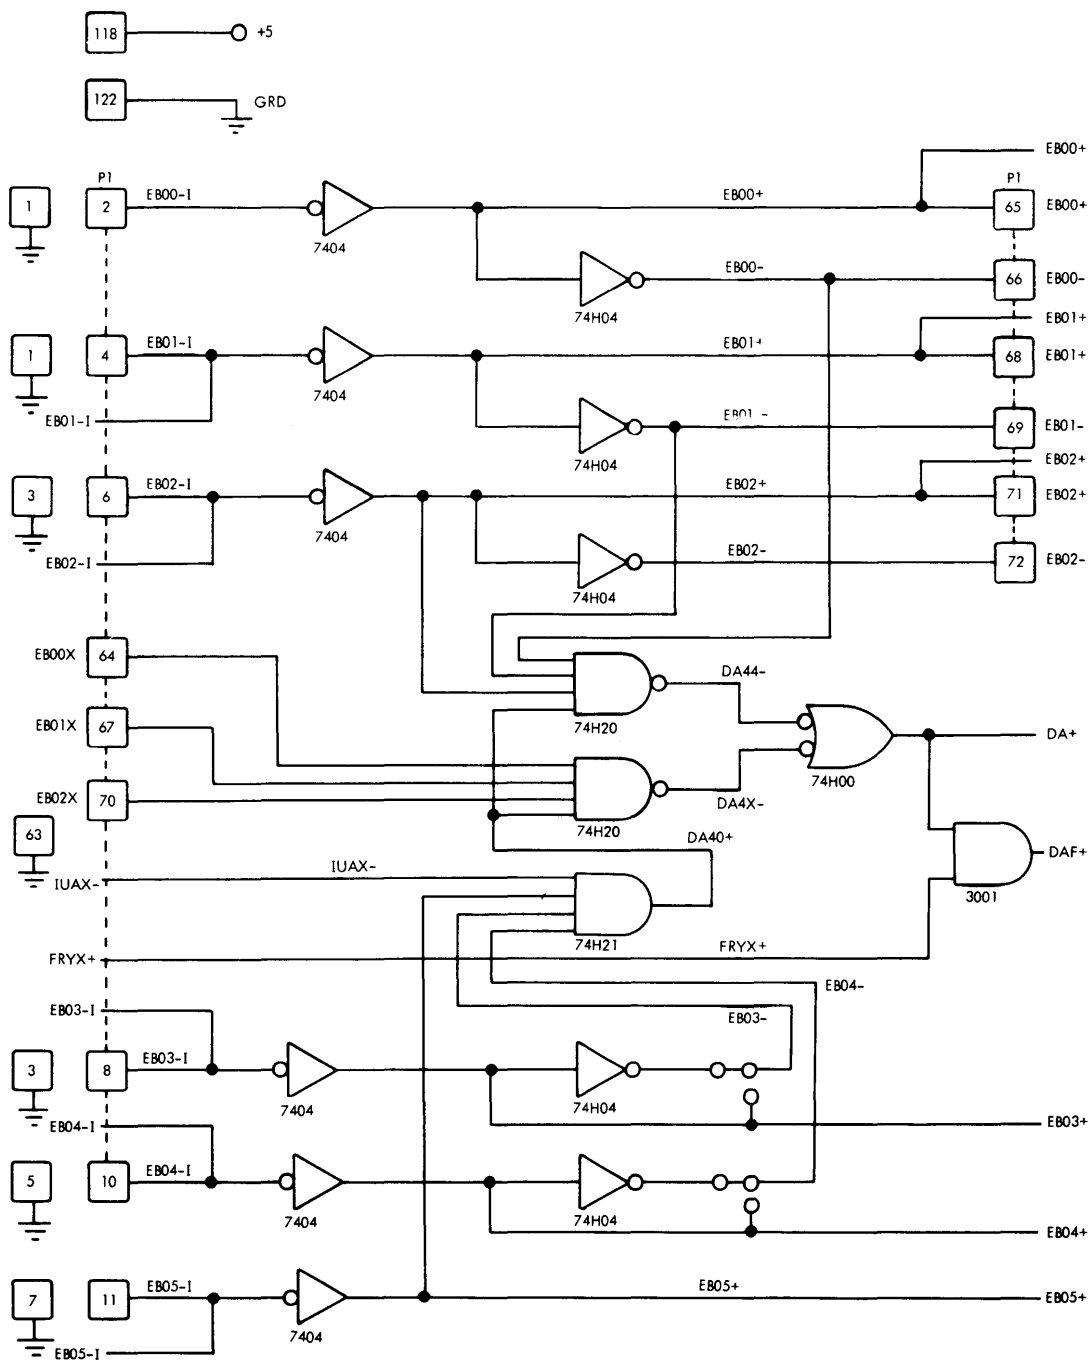 118
+5
122
GRD
EB00+
P1
P1
1
2
EB00-I
7404
EB00+
65
EB00+
74H04
EB00-
66
EB00-
EB01+
1
4
EB01-I
7404
EB01+
68
EB01+
EB01-I
74H04
EB01-
69
EB01-
EB02+
3
6
EB02-I
7404
EB02+
71
EB02+
EB02-I
74H04
EB02-
72
EB02-
EB00X
64
DA44-
74H20
EB01X
67
74H00
DA+
EB02X
70
DA4X-
74H20
63
DA40+
DAF+
3001
IUAX-
IUAX-
74H21
FRYX+
FRYX+
EB04-
EB03-I
EB03-
3
8
EB03-I
7404
74H04
EB03+
EB04-I
5
10
EB04-I
7404
74H04
EB04+
7
11
EB05-I
7404
EB05+
EB05+
EB05-I